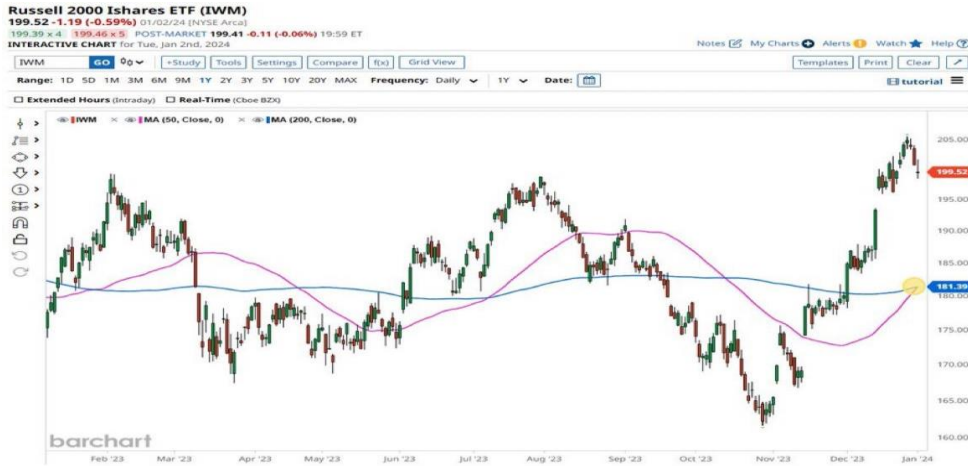 Russell 2000 Ishares ETF (IWM)
199.52 -1.19 (-0.59%) 01/02/24 [NYSE Arca]
199.39 x 4 199.46 x 5 POST-MARKET 199.41 -0.11 (-0.06%) 19:59 ET
INTERACTIVE CHART for Tue, Jan 2nd, 2024
Notes My Charts Alerts Watch Help
IWM GO +Study Tools Settings Compare f(x) Grid View Templates Print Clear
Range: 1D 5D 1M 3M 6M 9M 1Y 2Y 3Y 5Y 10Y 20Y MAX Frequency: Daily 1Y Date: tutorial
Extended Hours (Intraday) Real-Time (Cboe BZX)
IWM MA (50, Close, 0) MA (200, Close, 0)
205.00
199.52
195.00
190.00
185.00
181.39
180.00
175.00
170.00
165.00
160.00
barchart
Feb '23 Mar '23 Apr '23 May '23 Jun '23 Jul '23 Aug '23 Sep '23 Oct '23 Nov '23 Dec '23 Jan '24